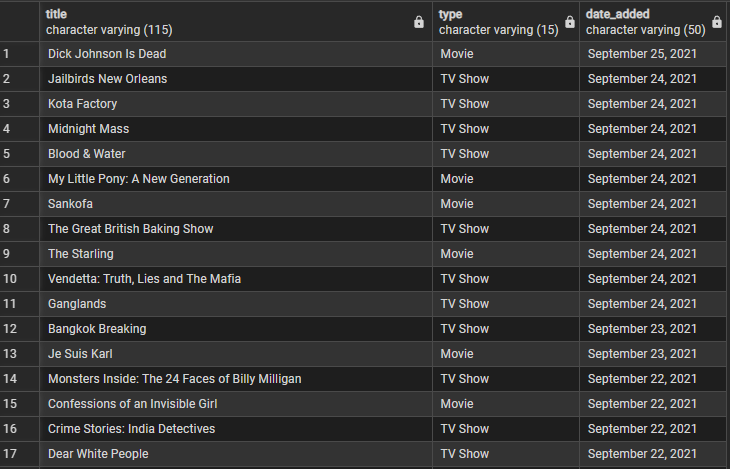 title type date_added
character varying (115) character varying (15) character varying (50)
1 Dick Johnson Is Dead Movie September 25, 2021
2 Jailbirds New Orleans TV Show September 24, 2021
3 Kota Factory TV Show September 24, 2021
4 Midnight Mass TV Show September 24, 2021
5 Blood & Water TV Show September 24, 2021
6 My Little Pony: A New Generation Movie September 24, 2021
7 Sankofa Movie September 24, 2021
8 The Great British Baking Show TV Show September 24, 2021
9 The Starling Movie September 24, 2021
10 Vendetta: Truth, Lies and The Mafia TV Show September 24, 2021
11 Ganglands TV Show September 24, 2021
12 Bangkok Breaking TV Show September 23, 2021
13 Je Suis Karl Movie September 23, 2021
14 Monsters Inside: The 24 Faces of Billy Milligan TV Show September 22, 2021
15 Confessions of an Invisible Girl Movie September 22, 2021
16 Crime Stories: India Detectives TV Show September 22, 2021
17 Dear White People TV Show September 22, 2021